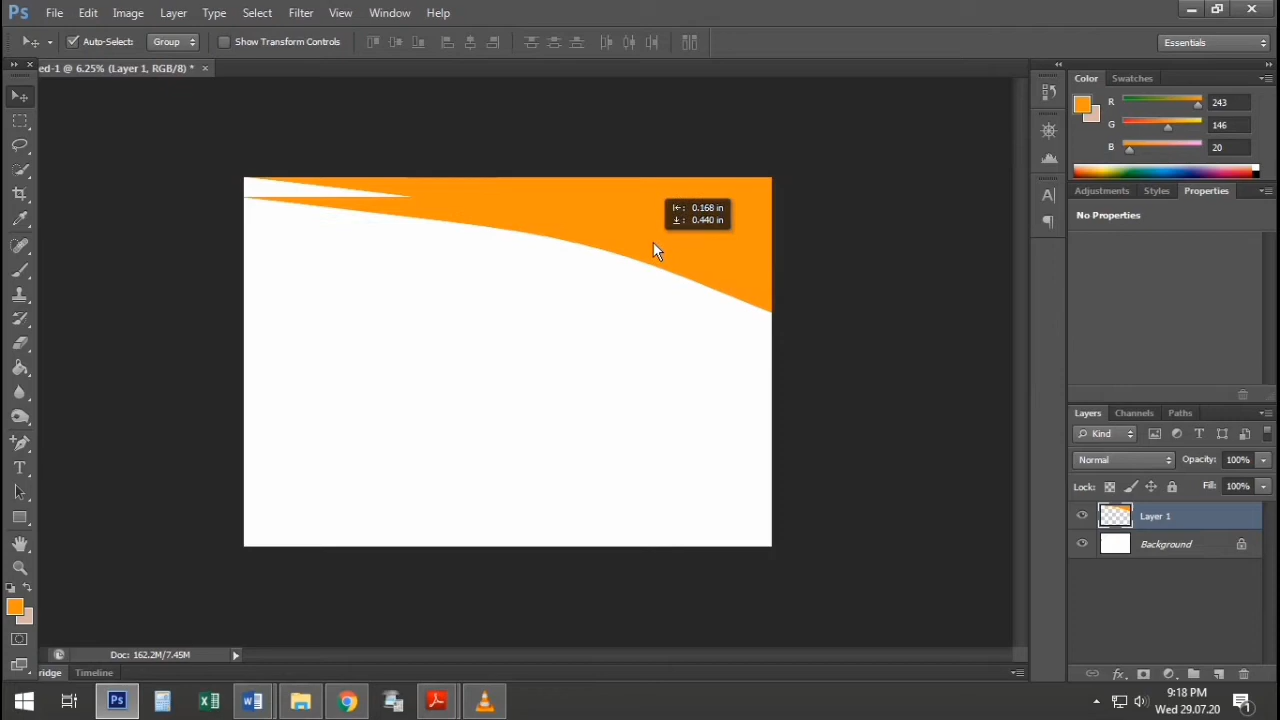 Ps File Edit Image Layer Type Select Filter View Window Help
Auto-Select: Group Show Transform Controls Essentials
ed-1 @ 6.25% (Layer 1, RGB/8) * ×
Color Swatches
R 243
G 146
B 20
Adjustments Styles Properties
No Properties
←: 0.168 in
↓: 0.440 in
Layers Channels Paths
Kind
Normal Opacity: 100%
Lock: Fill: 100%
Layer 1
Background
Doc: 162.2M/7.45M
ridge Timeline
9:18 PM
Wed 29.07.20
1